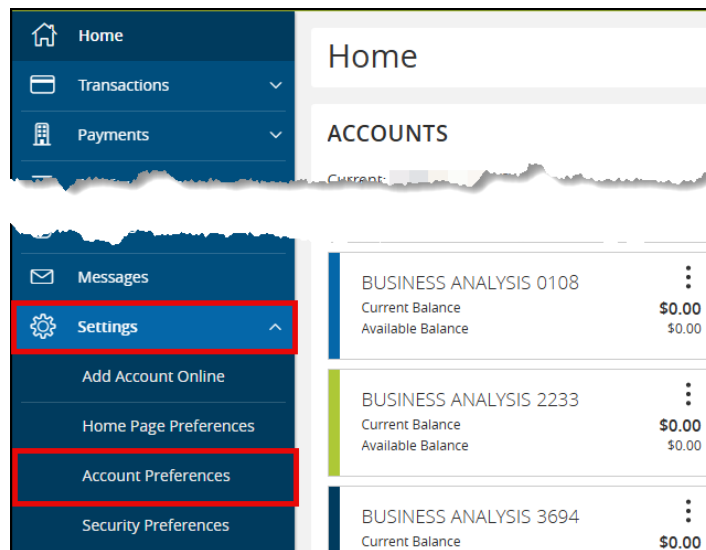 Home
Transactions
Payments
Messages
Settings
Add Account Online
Home Page Preferences
Account Preferences
Security Preferences
Home
ACCOUNTS
Current:
BUSINESS ANALYSIS 0108
Current Balance $0.00
Available Balance $0.00
BUSINESS ANALYSIS 2233
Current Balance $0.00
Available Balance $0.00
BUSINESS ANALYSIS 3694
Current Balance $0.00